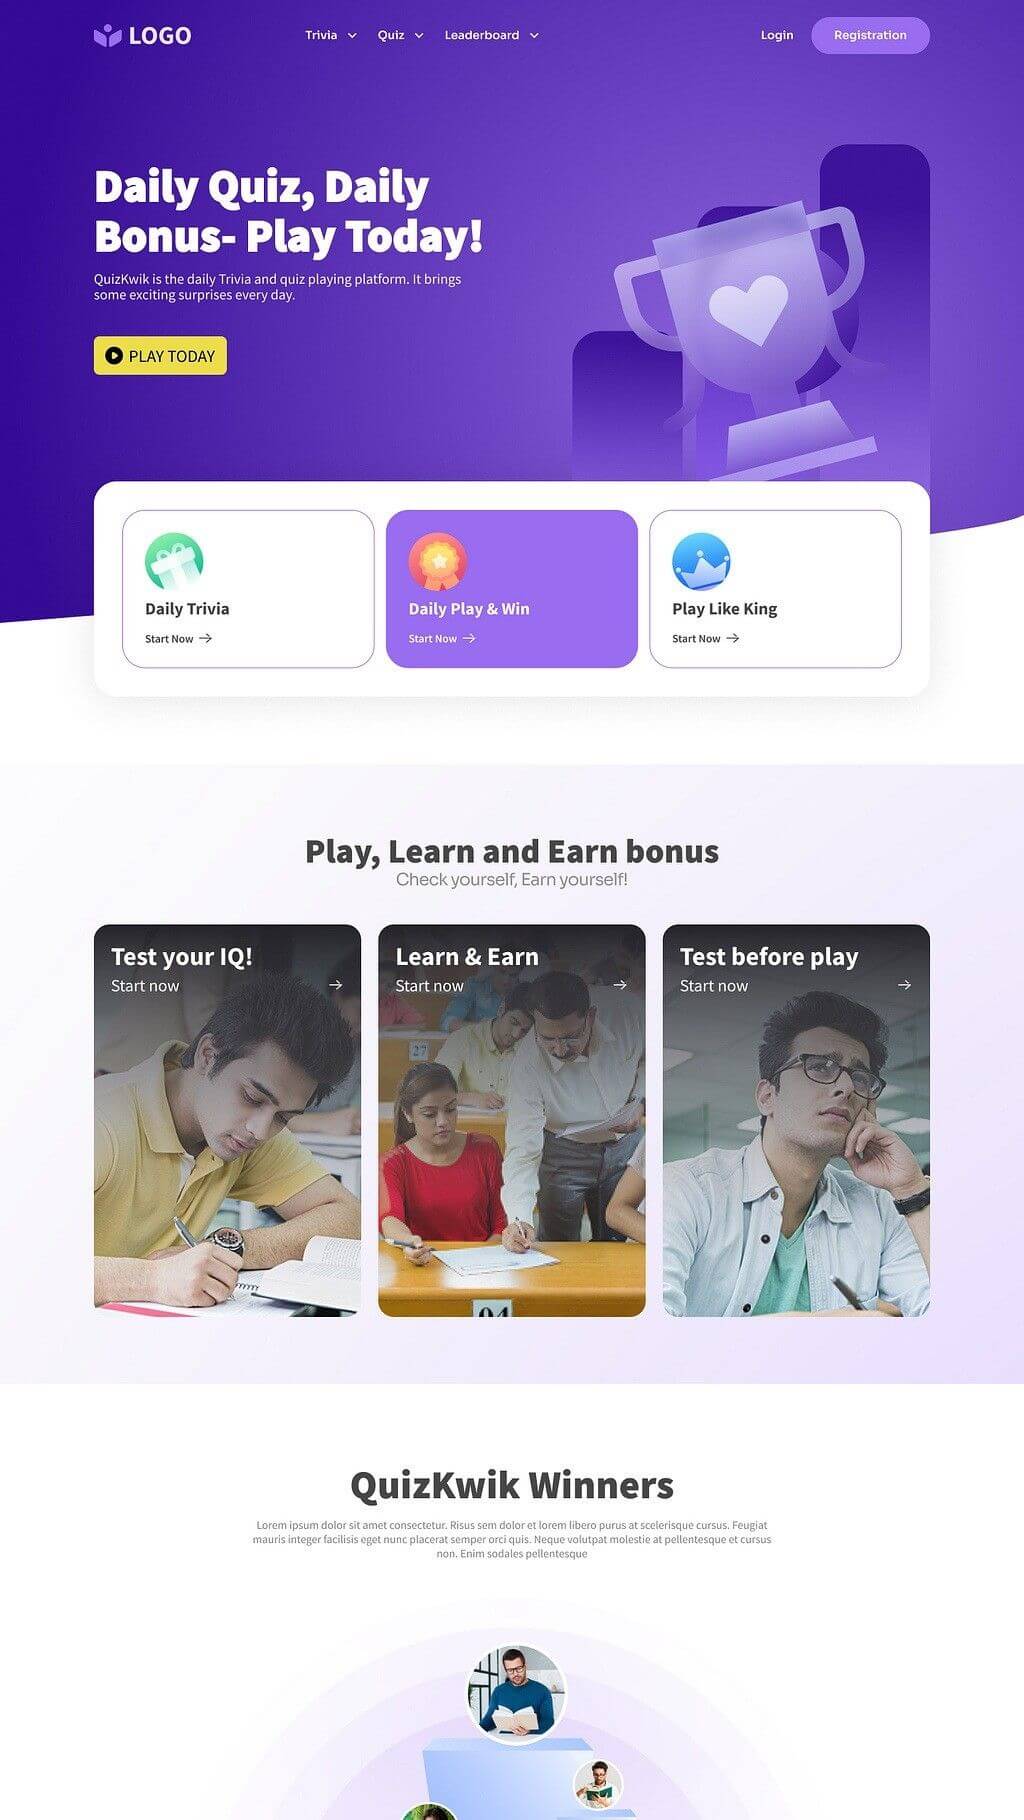 LOGO
Trivia
Quiz
Leaderboard
Login
Registration
Daily Quiz, Daily
Bonus- Play Today!
QuizKwik is the daily Trivia and quiz playing platform. It brings
some exciting surprises every day.
PLAY TODAY
Daily Trivia
Start Now
Daily Play & Win
Start Now
Play Like King
Start Now
Play, Learn and Earn bonus
Check yourself, Earn yourself!
Test your IQ!
Start now
Learn & Earn
Start now
Test before play
Start now
27
04
QuizKwik Winners
Lorem ipsum dolor sit amet consectetur. Risus sem dolor et lorem libero purus at scelerisque cursus. Feugiat
mauris integer facilisis eget nunc placerat semper orci quis. Neque volutpat molestie at pellentesque et cursus
non. Enim sodales pellentesque